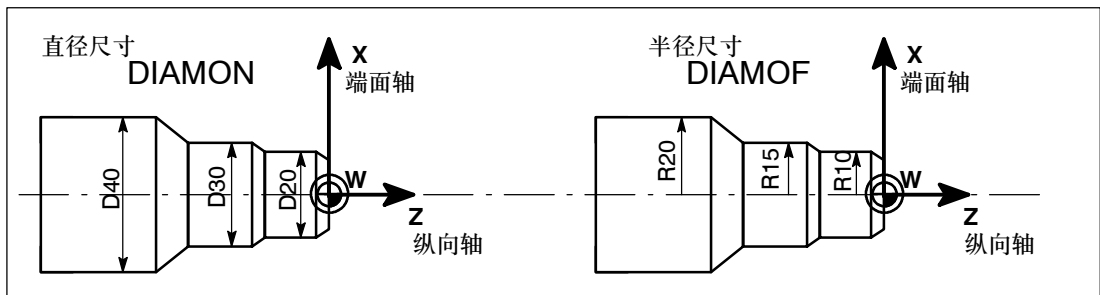 直径尺寸
DIAMON
X
端面轴
D40
D30
D20
W
Z
纵向轴
半径尺寸
DIAMOF
X
端面轴
R20
R15
R10
W
Z
纵向轴